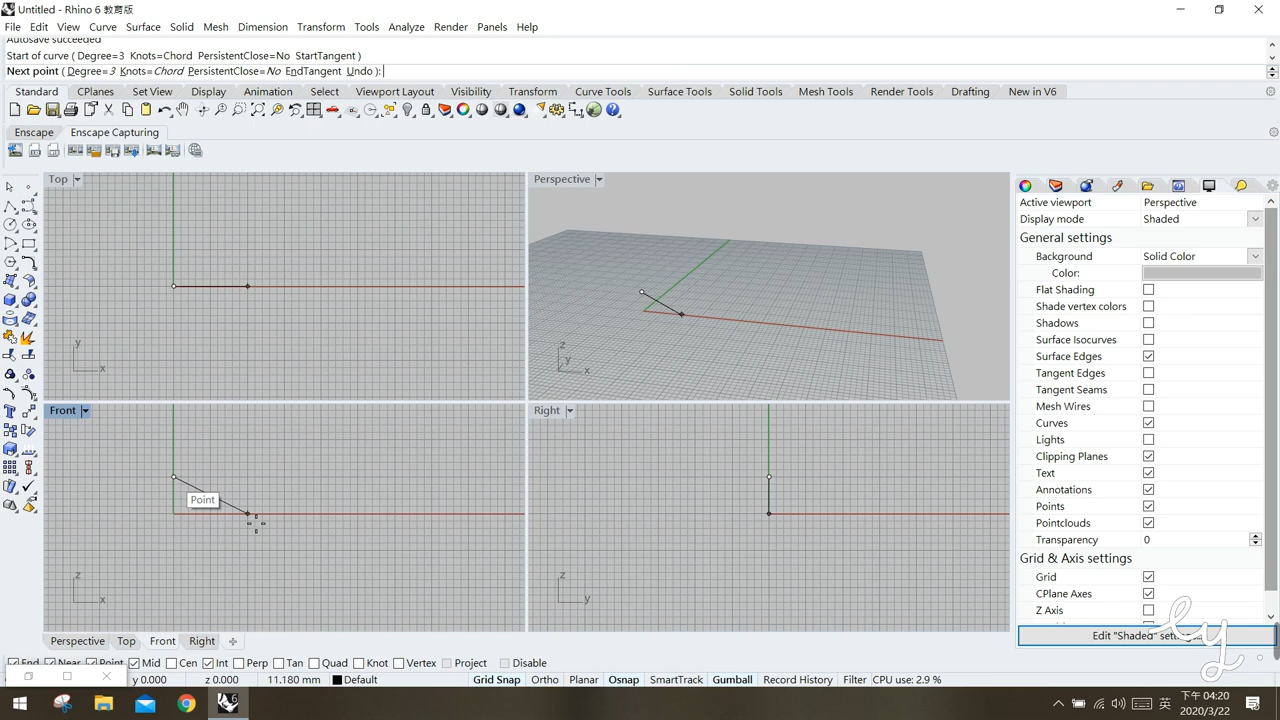 Untitled - Rhino 6 教育版
File Edit View Curve Surface Solid Mesh Dimension Transform Tools Analyze Render Panels Help
Autosave succeeded
Start of curve ( Degree=3 Knots=Chord PersistentClose=No StartTangent )
Next point ( Degree=3 Knots=Chord PersistentClose=No EndTangent Undo ):
Standard CPlanes Set View Display Animation Select Viewport Layout Visibility Transform Curve Tools Surface Tools Solid Tools Mesh Tools Render Tools Drafting New in V6
Enscape Enscape Capturing
Top
Perspective
y
x
z
y
x
Front
Right
Point
z
x
z
y
Active viewport Perspective
Display mode Shaded
General settings
Background Solid Color
Color:
Flat Shading
Shade vertex colors
Shadows
Surface Isocurves
Surface Edges
Tangent Edges
Tangent Seams
Mesh Wires
Curves
Lights
Clipping Planes
Text
Annotations
Points
Pointclouds
Transparency 0
Grid & Axis settings
Grid
CPlane Axes
Z Axis
Edit "Shaded"
ly
Perspective Top Front Right
End Near Point Mid Cen Int Perp Tan Quad Knot Vertex Project Disable
y 0.000 z 0.000 11.180 mm Default Grid Snap Ortho Planar Osnap SmartTrack Gumball Record History Filter CPU use: 2.9 %
英
下午 04:20
2020/3/22